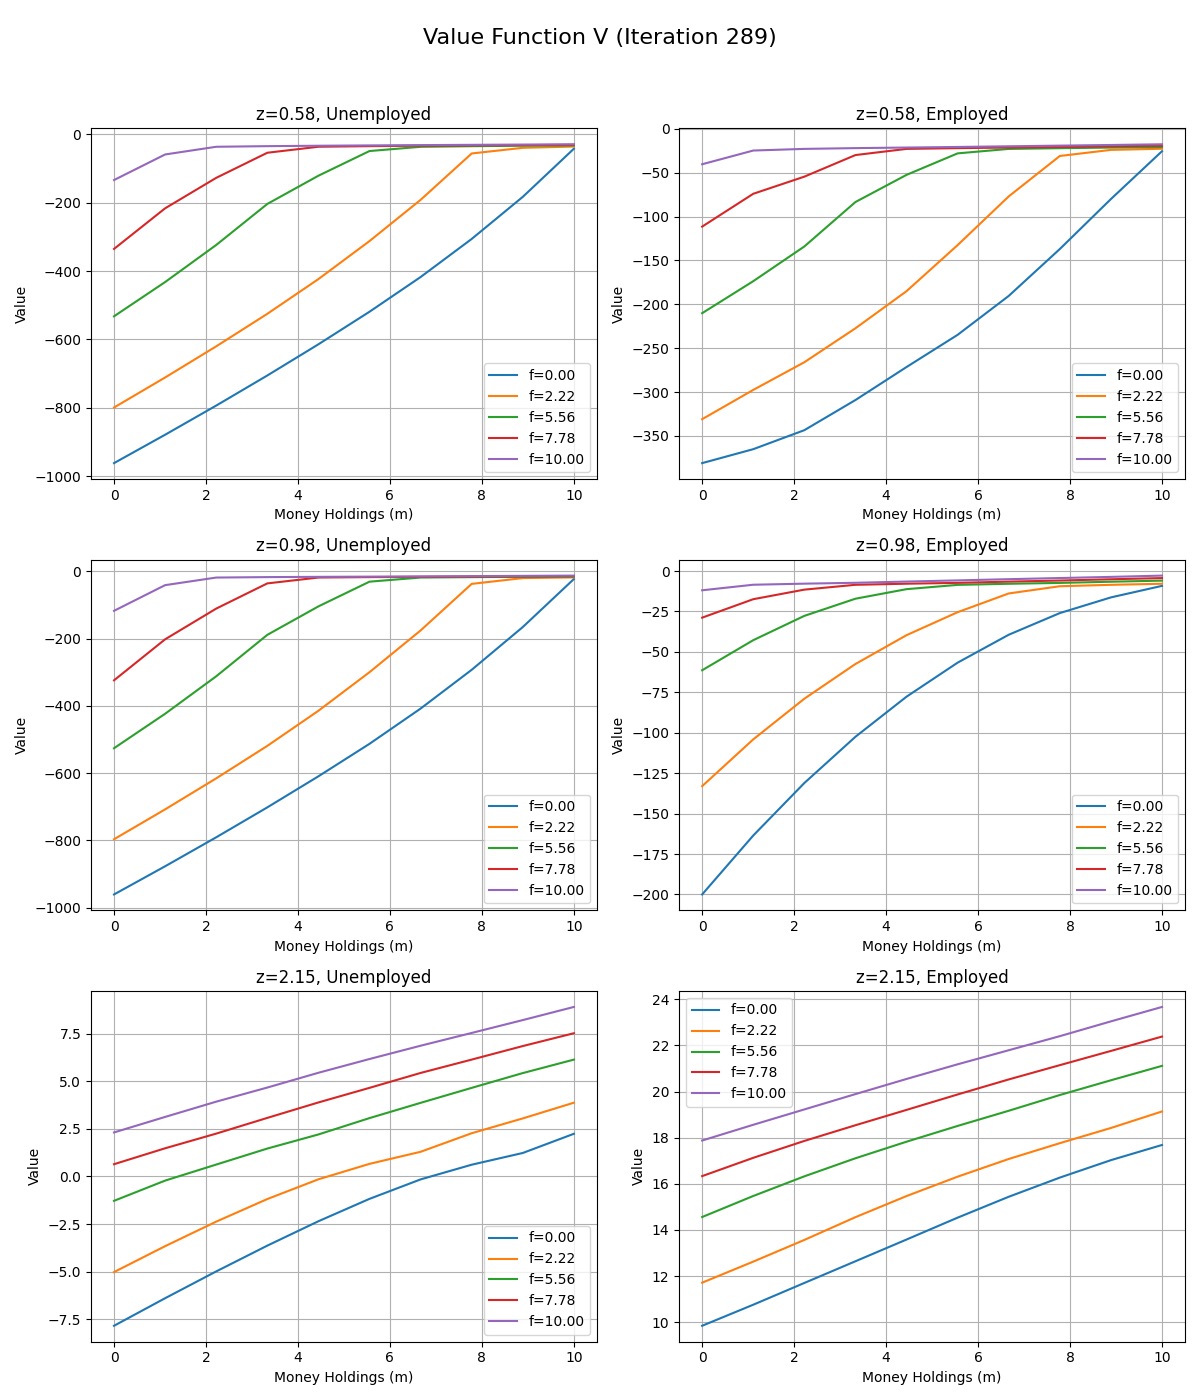 Value Function V (Iteration 289)
z=0.58, Unemployed
Value
0
−200
−400
−600
−800
−1000
0 2 4 6 8 10
Money Holdings (m)
f=0.00
f=2.22
f=5.56
f=7.78
f=10.00
z=0.58, Employed
Value
0
−50
−100
−150
−200
−250
−300
−350
0 2 4 6 8 10
Money Holdings (m)
f=0.00
f=2.22
f=5.56
f=7.78
f=10.00
z=0.98, Unemployed
Value
0
−200
−400
−600
−800
−1000
0 2 4 6 8 10
Money Holdings (m)
f=0.00
f=2.22
f=5.56
f=7.78
f=10.00
z=0.98, Employed
Value
0
−25
−50
−75
−100
−125
−150
−175
−200
0 2 4 6 8 10
Money Holdings (m)
f=0.00
f=2.22
f=5.56
f=7.78
f=10.00
z=2.15, Unemployed
Value
7.5
5.0
2.5
0.0
−2.5
−5.0
−7.5
0 2 4 6 8 10
Money Holdings (m)
f=0.00
f=2.22
f=5.56
f=7.78
f=10.00
z=2.15, Employed
Value
24
22
20
18
16
14
12
10
0 2 4 6 8 10
Money Holdings (m)
f=0.00
f=2.22
f=5.56
f=7.78
f=10.00